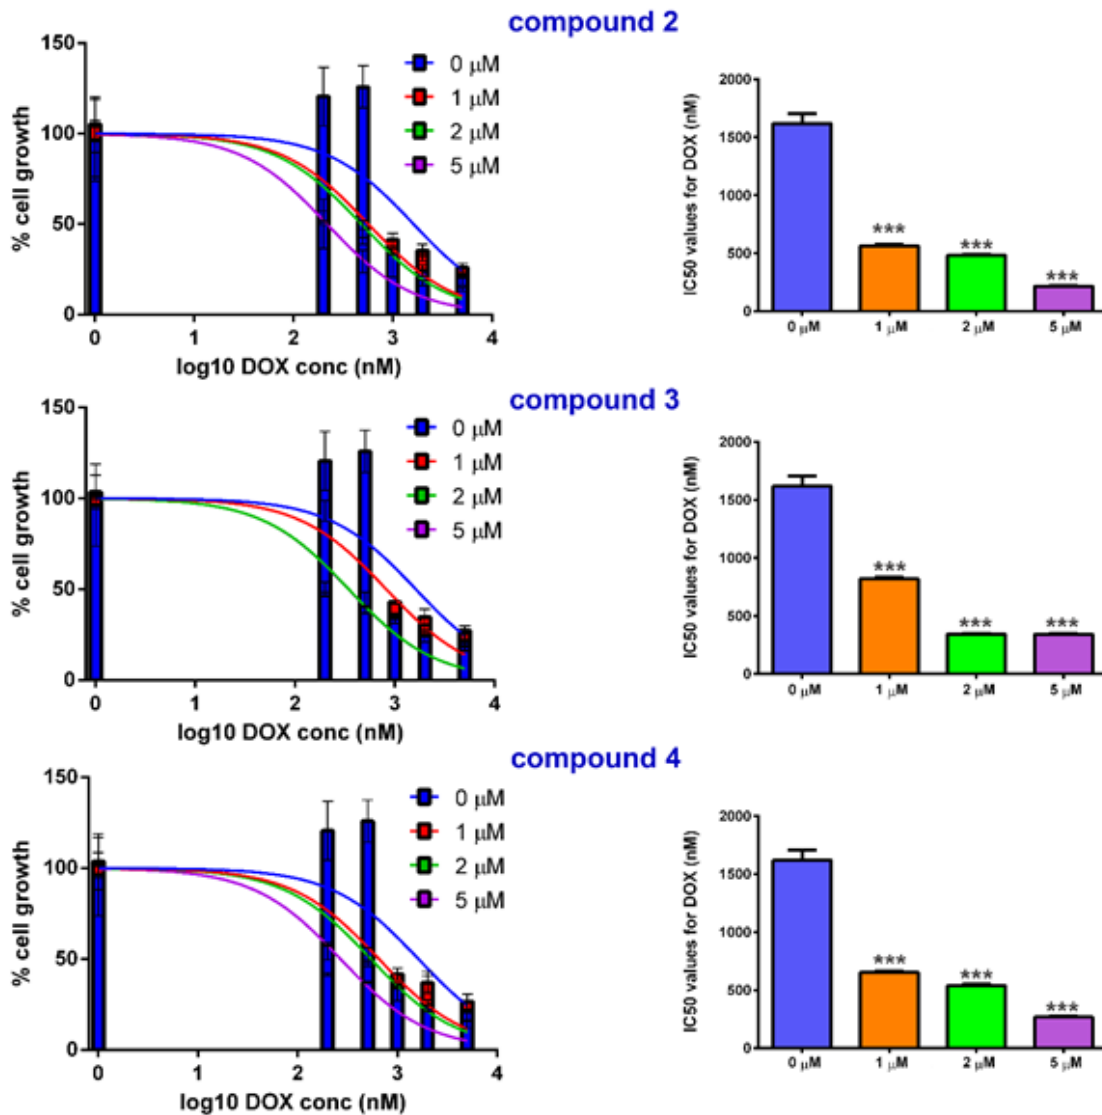 compound 2
150
100
50
0
% cell growth
0 μM
1 μM
2 μM
5 μM
0 1 2 3 4
log10 DOX conc (nM)
2000
1500
1000
500
0
IC50 values for DOX (nM)
*** *** ***
0 μM 1 μM 2 μM 5 μM
compound 3
150
100
50
0
% cell growth
0 μM
1 μM
2 μM
5 μM
0 1 2 3 4
log10 DOX conc (nM)
2000
1500
1000
500
0
IC50 values for DOX (nM)
*** *** ***
0 μM 1 μM 2 μM 5 μM
compound 4
150
100
50
0
% cell growth
0 μM
1 μM
2 μM
5 μM
0 1 2 3 4
log10 DOX conc (nM)
2000
1500
1000
500
0
IC50 values for DOX (nM)
*** *** ***
0 μM 1 μM 2 μM 5 μM